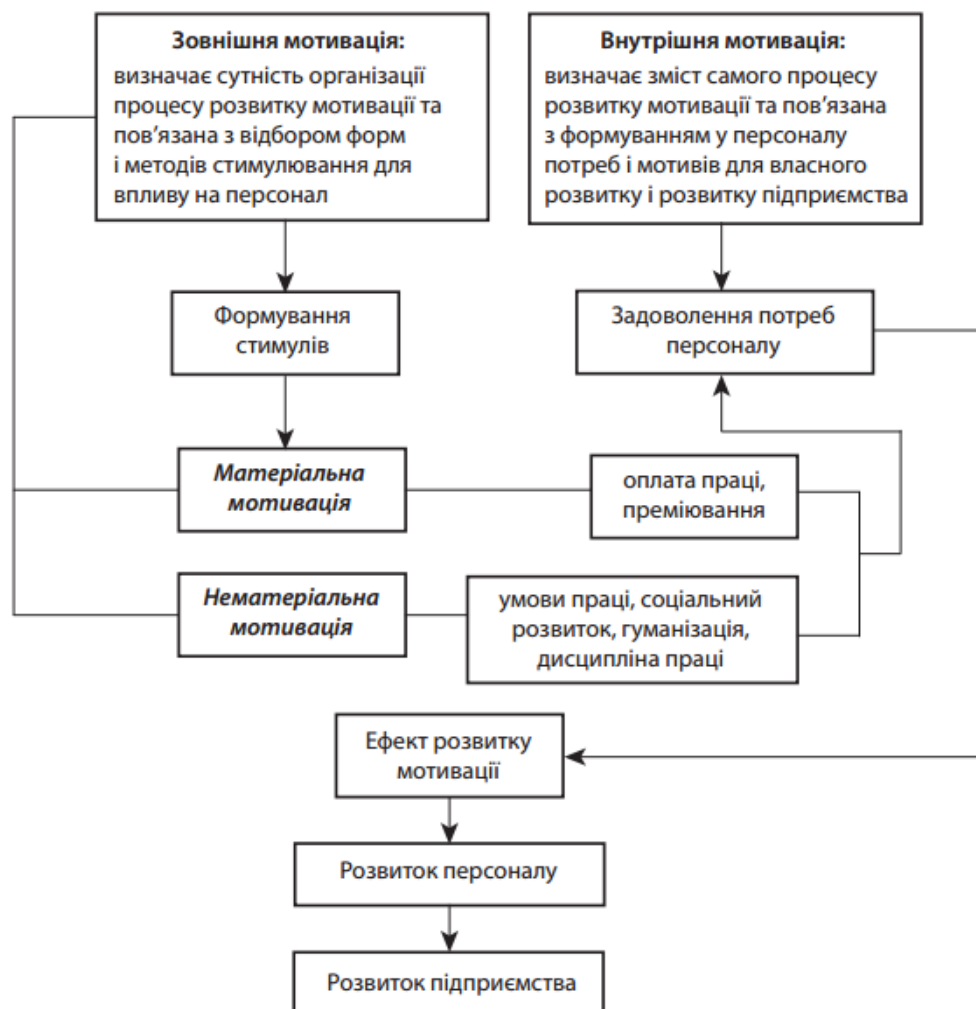 Зовнішня мотивація:
визначає сутність організації
процесу розвитку мотивації та
пов’язана з відбором форм
і методів стимулювання для
впливу на персонал
Внутрішня мотивація:
визначає зміст самого процесу
розвитку мотивації та пов’язана
з формуванням у персоналу
потреб і мотивів для власного
розвитку і розвитку підприємства
Формування
стимулів
Задоволення потреб
персоналу
Матеріальна
мотивація
оплата праці,
преміювання
Нематеріальна
мотивація
умови праці, соціальний
розвиток, гуманізація,
дисципліна праці
Ефект розвитку
мотивації
Розвиток персоналу
Розвиток підприємства